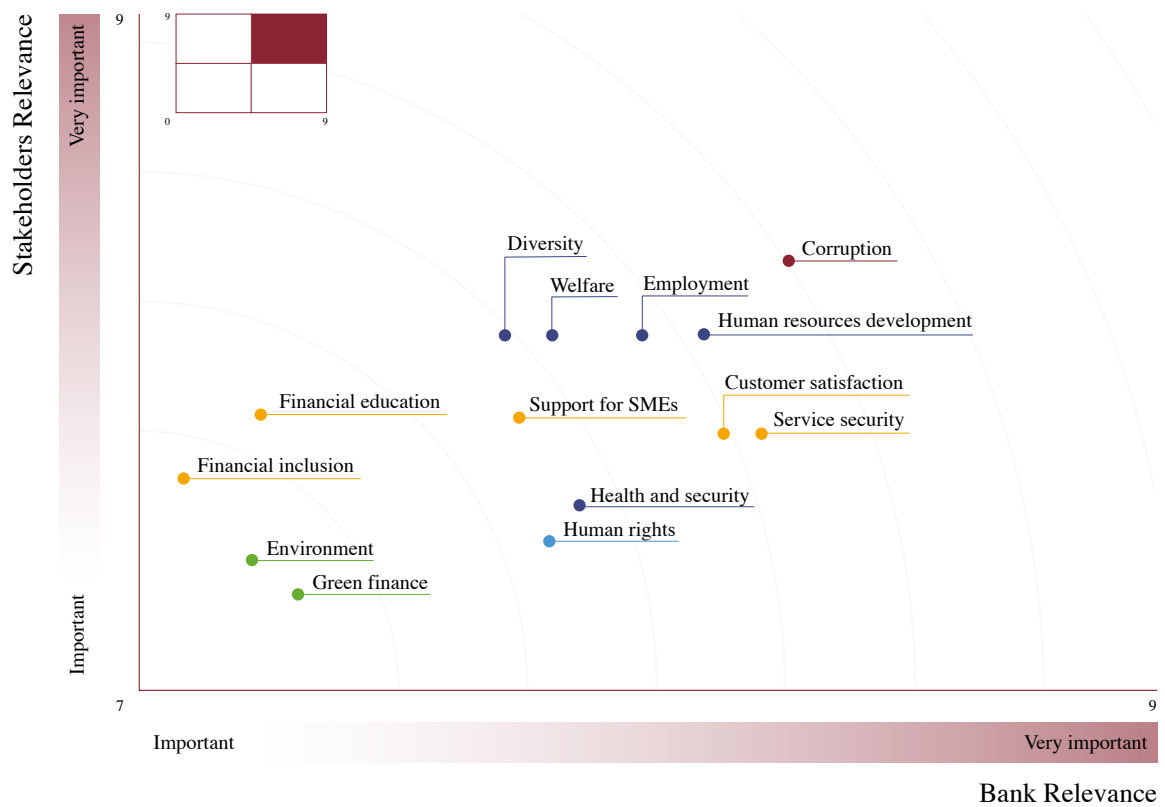 Stakeholders Relevance
Very important
Important
9
9
0
9
Diversity
Corruption
Welfare
Employment
Human resources development
Customer satisfaction
Financial education
Support for SMEs
Service security
Financial inclusion
Health and security
Human rights
Environment
Green finance
7
9
Important
Very important
Bank Relevance